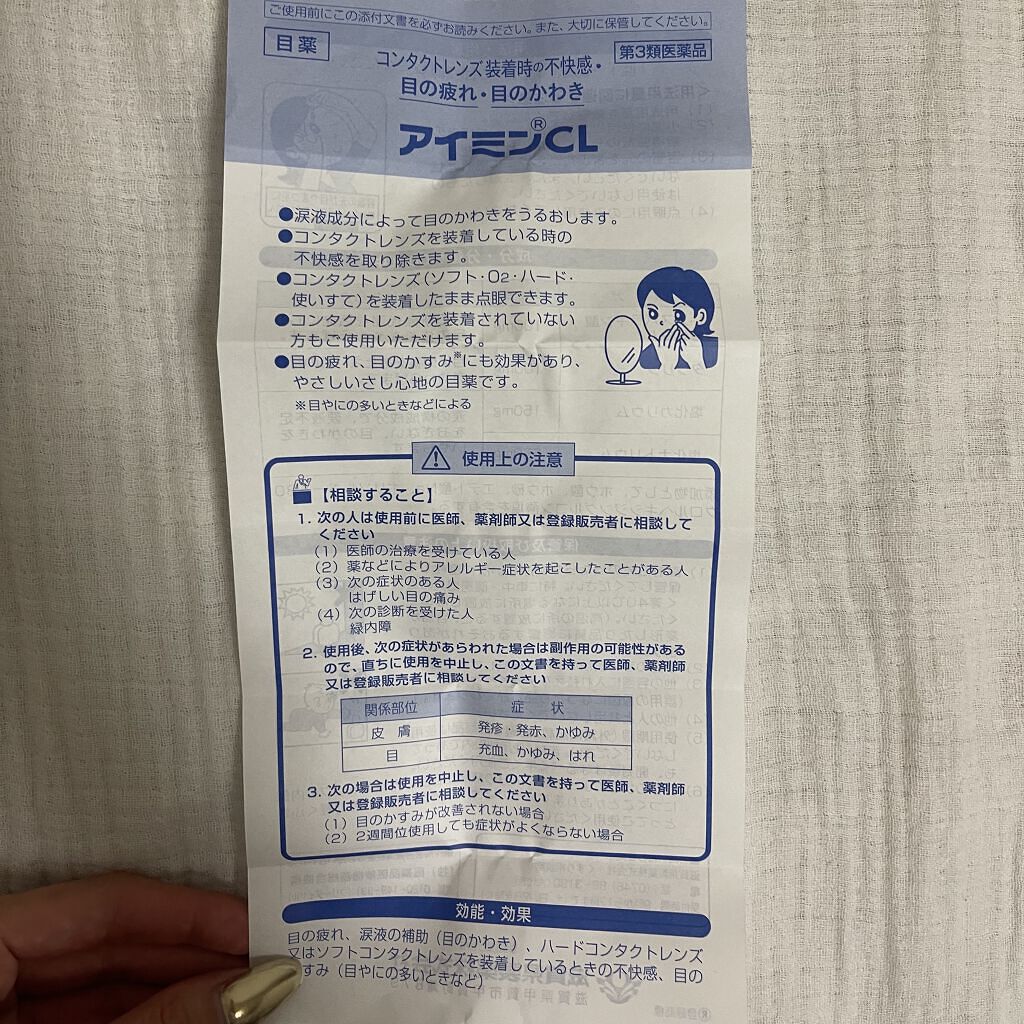 ご使用前にこの添付文書を必ずお読みください。また、大切に保管してください。
目薬
第3類医薬品
コンタクトレンズ装着時の不快感・
目の疲れ・目のかわき
アイミン®CL
●涙液成分によって目のかわきをうるおします。
●コンタクトレンズを装着している時の
不快感を取り除きます。
●コンタクトレンズ(ソフト・O2・ハード・
使いすて)を装着したまま点眼できます。
●コンタクトレンズを装着されていない
方もご使用いただけます。
●目の疲れ、目のかすみ※にも効果があり、
やさしいさし心地の目薬です。
※目やにの多いときなどによる
使用上の注意
【相談すること】
1. 次の人は使用前に医師、薬剤師又は登録販売者に相談して
ください
(1) 医師の治療を受けている人
(2) 薬などによりアレルギー症状を起こしたことがある人
(3) 次の症状のある人
はげしい目の痛み
(4) 次の診断を受けた人
緑内障
2. 使用後、次の症状があらわれた場合は副作用の可能性がある
ので、直ちに使用を中止し、この文書を持って医師、薬剤師
又は登録販売者に相談してください
関係部位 症状
皮膚 発疹・発赤、かゆみ
目 充血、かゆみ、はれ
3. 次の場合は使用を中止し、この文書を持って医師、薬剤師
又は登録販売者に相談してください
(1) 目のかすみが改善されない場合
(2) 2週間位使用しても症状がよくならない場合
効能・効果
目の疲れ、涙液の補助(目のかわき)、ハードコンタクトレンズ
又はソフトコンタクトレンズを装着しているときの不快感、目の
すみ(目やにの多いときなど)